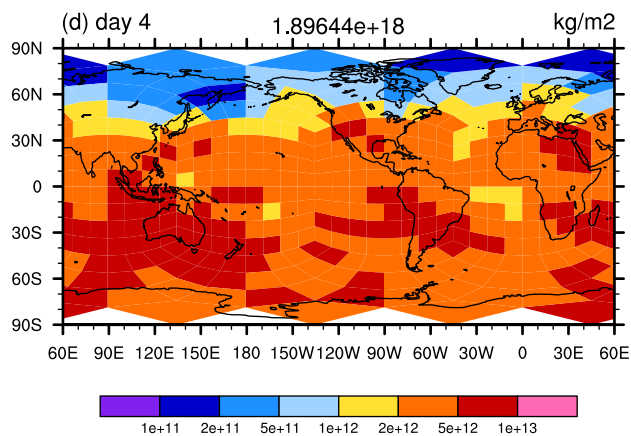 (d) day 4 1.89644e+18 kg/m2
90N
60N
30N
0
30S
60S
90S
60E 90E 120E 150E 180 150W 120W 90W 60W 30W 0 30E 60E
1e+11 2e+11 5e+11 1e+12 2e+12 5e+12 1e+13